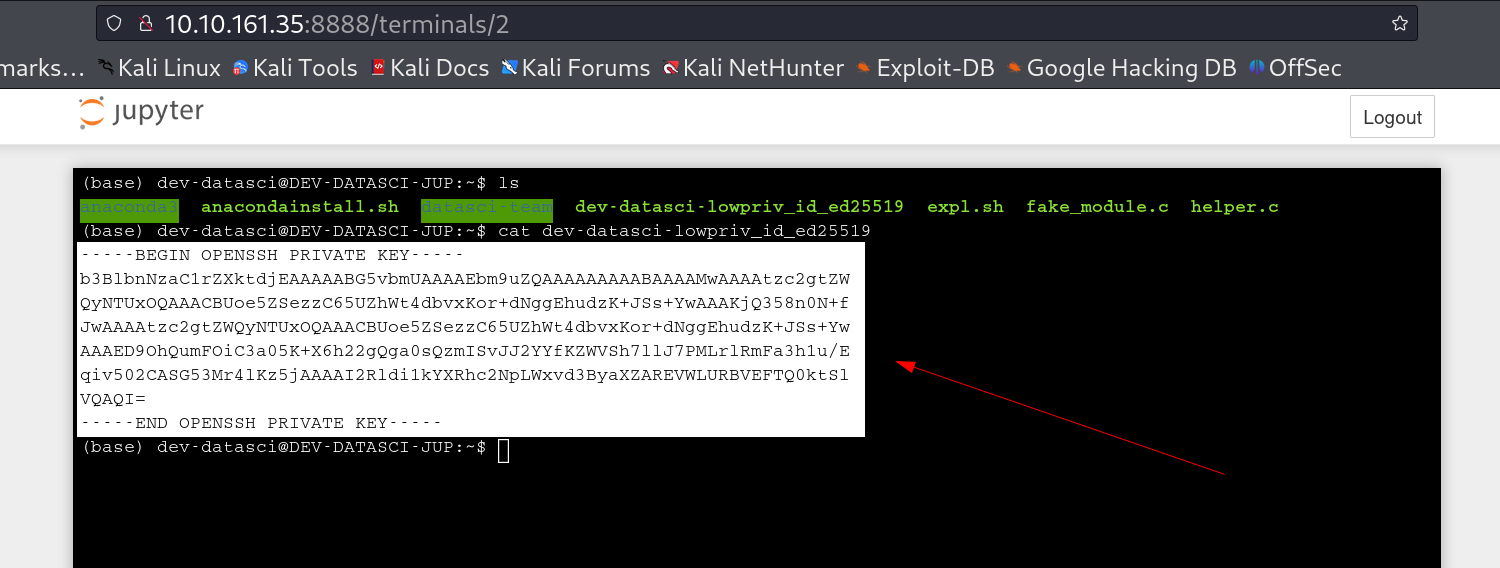 10.10.161.35:8888/terminals/2
marks... Kali Linux Kali Tools Kali Docs Kali Forums Kali NetHunter Exploit-DB Google Hacking DB OffSec
jupyter Logout
(base) dev-datasci@DEV-DATASCI-JUP:~$ ls
anaconda3 anacondainstall.sh datasci-team dev-datasci-lowpriv_id_ed25519 expl.sh fake_module.c helper.c
(base) dev-datasci@DEV-DATASCI-JUP:~$ cat dev-datasci-lowpriv_id_ed25519
-----BEGIN OPENSSH PRIVATE KEY-----
b3BlbnNzaC1rZXktdjEAAAAABG5vbmUAAAAEbm9uZQAAAAAAAAABAAAAMwAAAAtzc2gtZW
QyNTUxOQAAACBUoe5ZSezzC65UZhWt4dbvxKor+dNggEhudzK+JSs+YwAAAKjQ358n0N+f
JwAAAAtzc2gtZWQyNTUxOQAAACBUoe5ZSezzC65UZhWt4dbvxKor+dNggEhudzK+JSs+Yw
AAAED9OhQumFOiC3a05K+X6h22gQga0sQzmISvJJ2YYfKZWVSh7llJ7PMLrlRmFa3h1u/E
qiv502CASG53Mr4lKz5jAAAAI2Rldi1kYXRhc2NpLWxvd3ByaXZAREVWLURBVEFTQ0ktSl
VQAQI=
-----END OPENSSH PRIVATE KEY-----
(base) dev-datasci@DEV-DATASCI-JUP:~$